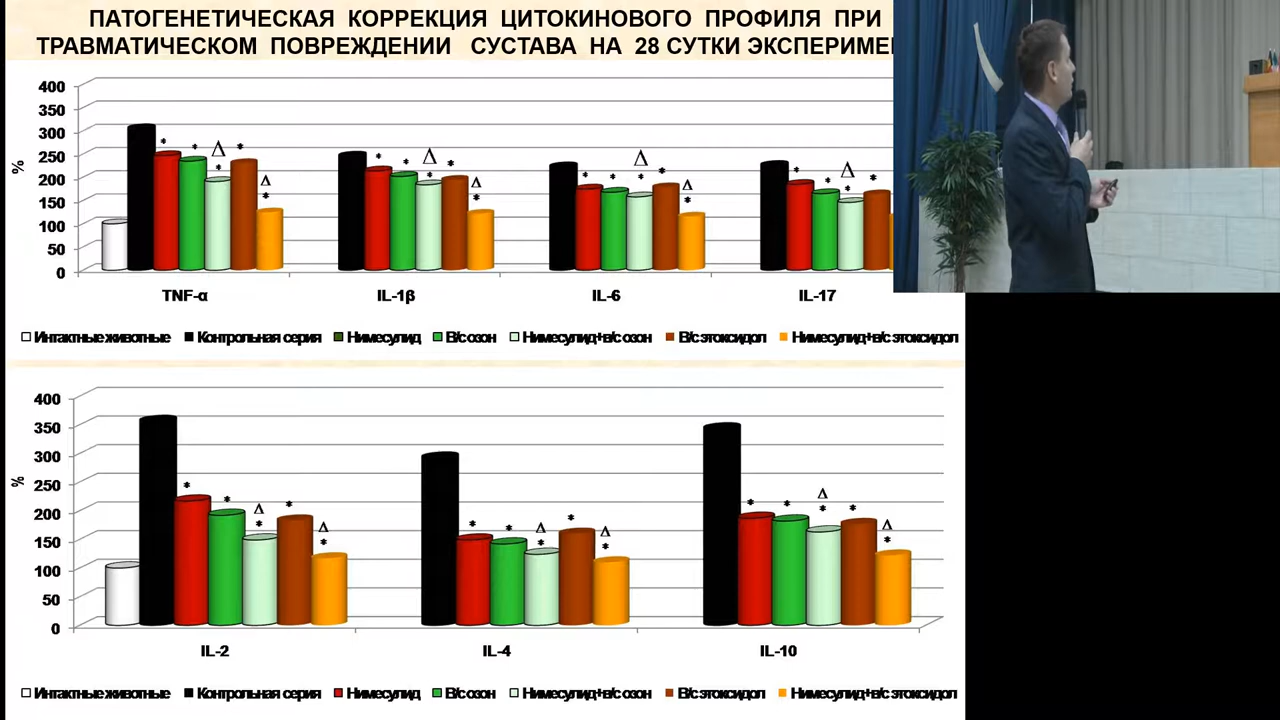 ПАТОГЕНЕТИЧЕСКАЯ КОРРЕКЦИЯ ЦИТОКИНОВОГО ПРОФИЛЯ ПРИ
ТРАВМАТИЧЕСКОМ ПОВРЕЖДЕНИИ СУСТАВА НА 28 СУТКИ
400
350
300
250
200
150
100
50
0
%
* * Δ * * Δ *
* * Δ * * Δ *
* * Δ * * Δ *
* * Δ * *
TNF-α IL-1β IL-6 IL-17
Интактные животные Контрольная серия Нимесулид В/с озон Нимесулид+в/с озон В/с этоксидол Нимесулид+в/с этоксидол
400
350
300
250
200
150
100
50
0
%
* * Δ * * Δ *
* * Δ * * Δ *
* * Δ * * Δ *
IL-2 IL-4 IL-10
Интактные животные Контрольная серия Нимесулид В/с озон Нимесулид+в/с озон В/с этоксидол Нимесулид+в/с этоксидол